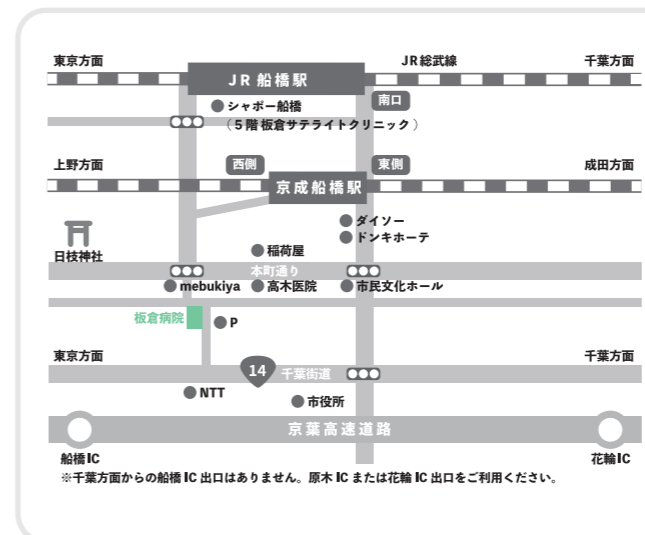 東京方面
JR総武線
千葉方面
JR船橋駅
シャポー船橋
南口
（５階 板倉サテライトクリニック）
上野方面
西側
東側
成田方面
京成船橋駅
ダイソー
ドンキホーテ
日枝神社
稲荷屋
本町通り
mebukiya
高木医院
市民文化ホール
板倉病院
P
東京方面
千葉方面
14
千葉街道
NTT
市役所
京葉高速道路
船橋IC
花輪IC
※千葉方面からの船橋 IC 出口はありません。原木 IC または花輪 IC 出口をご利用ください。